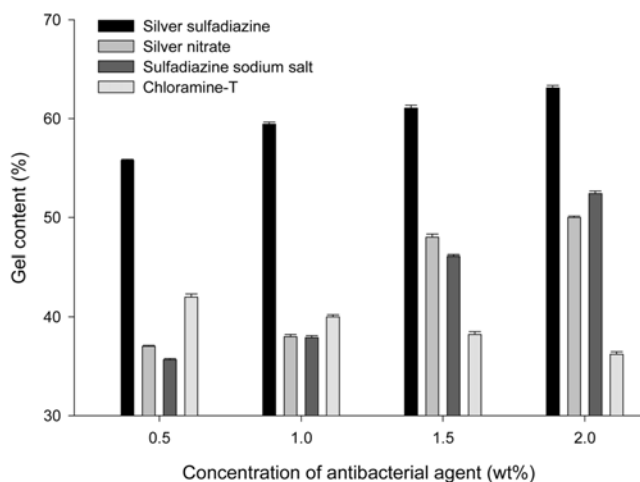 70
60
50
40
30
Gel content (%)
Silver sulfadiazine
Silver nitrate
Sulfadiazine sodium salt
Chloramine-T
0.5 1.0 1.5 2.0
Concentration of antibacterial agent (wt%)